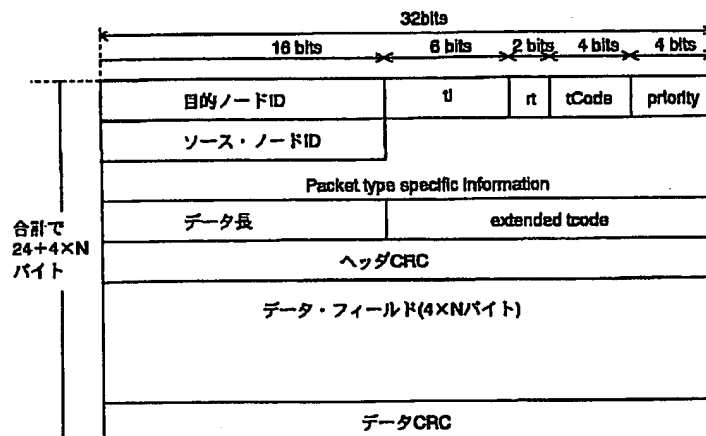 32bits
16 bits
6 bits
2 bits
4 bits
4 bits
目的ノードID
tl
rt
tCode
priority
ソース・ノードID
Packet type specific information
データ長
extended tcode
合計で
24+4×N
バイト
ヘッダCRC
データ・フィールド(4×Nバイト)
データCRC